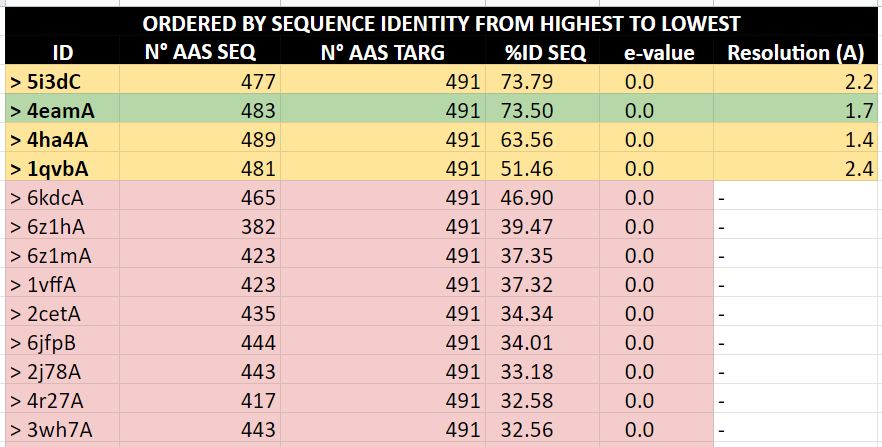 ORDERED BY SEQUENCE IDENTITY FROM HIGHEST TO LOWEST
ID N° AAS SEQ N° AAS TARG %ID SEQ e-value Resolution (A)
> 5i3dC 477 491 73.79 0.0 2.2
> 4eamA 483 491 73.50 0.0 1.7
> 4ha4A 489 491 63.56 0.0 1.4
> 1qvbA 481 491 51.46 0.0 2.4
> 6kdcA 465 491 46.90 0.0 -
> 6z1hA 382 491 39.47 0.0 -
> 6z1mA 423 491 37.35 0.0 -
> 1vffA 423 491 37.32 0.0 -
> 2cetA 435 491 34.34 0.0 -
> 6jfpB 444 491 34.01 0.0 -
> 2j78A 443 491 33.18 0.0 -
> 4r27A 417 491 32.58 0.0 -
> 3wh7A 443 491 32.56 0.0 -